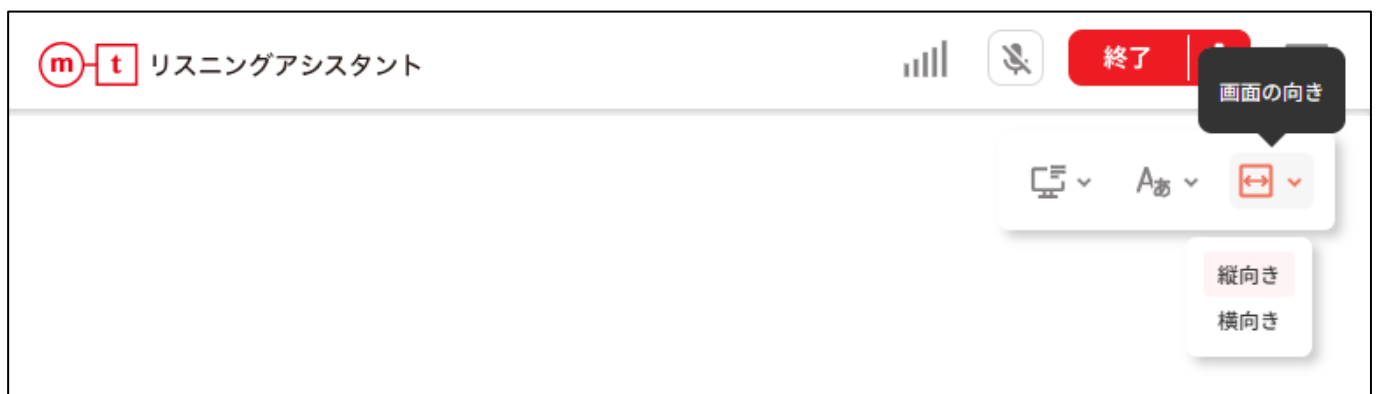 m t リスニングアシスタント
終了
画面の向き
Aあ
縦向き
横向き